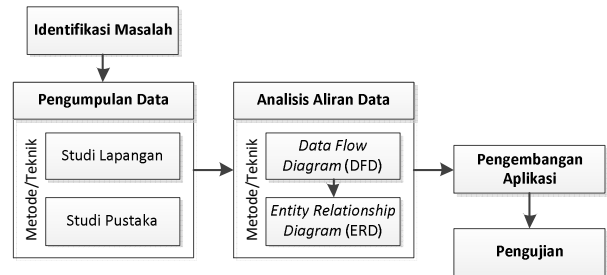 Identifikasi Masalah
Pengumpulan Data
Metode/Teknik
Studi Lapangan
Studi Pustaka
Analisis Aliran Data
Metode/Teknik
Data Flow
Diagram (DFD)
Entity Relationship
Diagram (ERD)
Pengembangan
Aplikasi
Pengujian